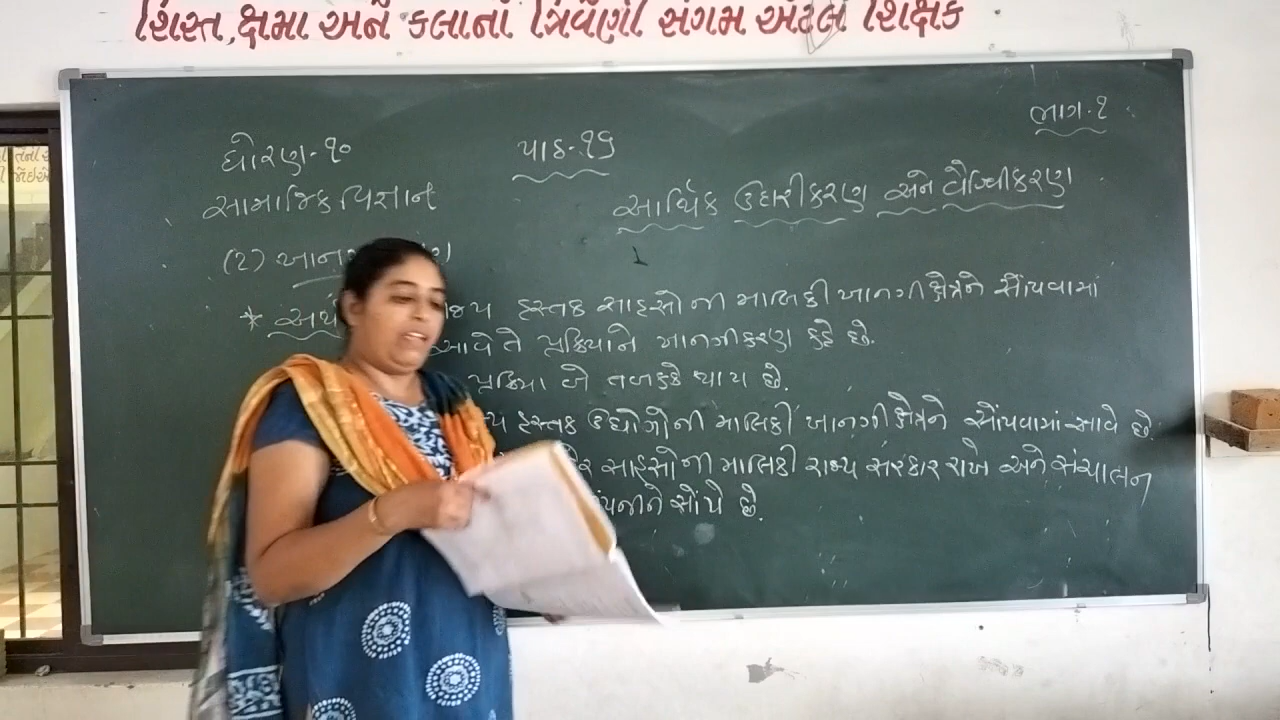 શિસ્ત,ક્ષમા અને કલાનો ત્રિવેણી સંગમ એટલે શિક્ષક
ભાગ-૧
ધોરણ-૧૦
પાઠ-૧૬
સામાજિક વિજ્ઞાન
આર્થિક ઉદારીકરણ અને વૈશ્વિકરણ
(૨)
* હસ્તક સાહસોની માલિકી ખાનગીક્ષેત્રને સોંપવામાં
આવે તે પ્રક્રિયાને ખાનગીકરણ કહે છે.
પ્રક્રિયા બે તબક્કે થાય છે.
હસ્તક ઉદ્યોગોની માલિકી ખાનગીક્ષેત્રને સોંપવામાં આવે છે.
સાહસોની માલિકી રાજ્ય સરકાર રાખે અને સંચાલન
સોંપે છે.